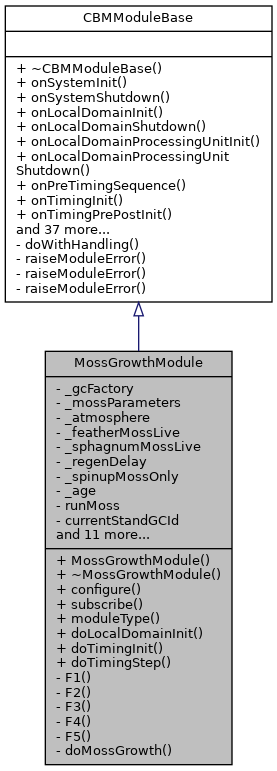 CBMModuleBase
+ ~CBMModuleBase()
+ onSystemInit()
+ onSystemShutdown()
+ onLocalDomainInit()
+ onLocalDomainShutdown()
+ onLocalDomainProcessingUnitInit()
+ onLocalDomainProcessingUnit
Shutdown()
+ onPreTimingSequence()
+ onTimingInit()
+ onTimingPrePostInit()
and 37 more...
- doWithHandling()
- raiseModuleError()
- raiseModuleError()
- raiseModuleError()
MossGrowthModule
- _gcFactory
- _mossParameters
- _atmosphere
- _featherMossLive
- _sphagnumMossLive
- _regenDelay
- _spinupMossOnly
- _age
- runMoss
- currentStandGCId
and 11 more...
+ MossGrowthModule()
+ ~MossGrowthModule()
+ configure()
+ subscribe()
+ moduleType()
+ doLocalDomainInit()
+ doTimingInit()
+ doTimingStep()
- F1()
- F2()
- F3()
- F4()
- F5()
- doMossGrowth()